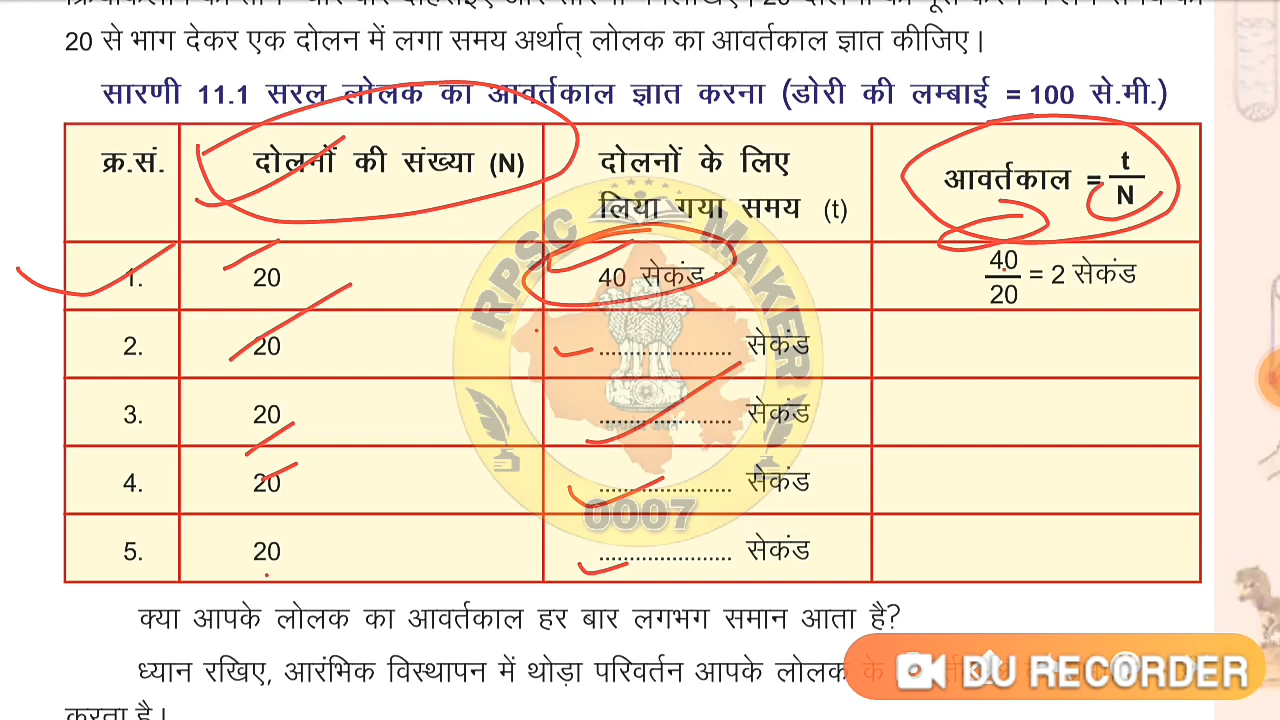 20 से भाग देकर एक दोलन में लगा समय अर्थात् लोलक का आवर्तकाल ज्ञात कीजिए।
सारणी 11.1 सरल लोलक का आवर्तकाल ज्ञात करना (डोरी की लम्बाई = 100 से.मी.)
क्र.सं. दोलनों की संख्या (N) दोलनों के लिए लिया गया समय (t) आवर्तकाल = t/N
1. 20 40 सेकंड 40/20 = 2 सेकंड
2. 20 ...................... सेकंड
3. 20 ...................... सेकंड
4. 20 ...................... सेकंड
5. 20 ...................... सेकंड
RPSC MAKER
0007
क्या आपके लोलक का आवर्तकाल हर बार लगभग समान आता है?
ध्यान रखिए, आरंभिक विस्थापन में थोड़ा परिवर्तन आपके लोलक के
DU RECORDER
करता है।